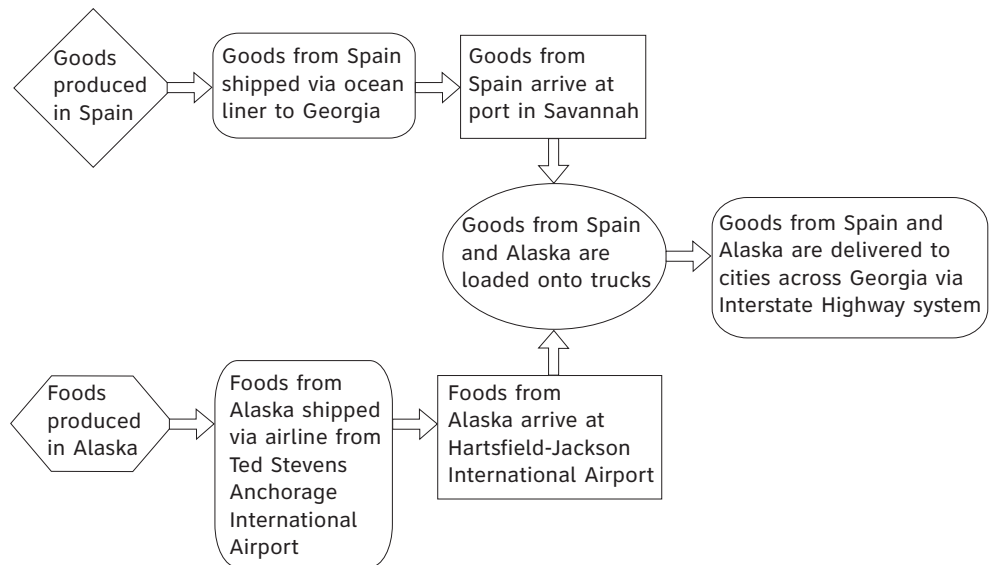 Goods
produced
in Spain
Goods from Spain
shipped via ocean
liner to Georgia
Goods from
Spain arrive at
port in Savannah
Goods from Spain
and Alaska are
loaded onto trucks
Goods from Spain and
Alaska are delivered to
cities across Georgia via
Interstate Highway system
Foods
produced
in Alaska
Foods from
Alaska shipped
via airline from
Ted Stevens
Anchorage
International
Airport
Foods from
Alaska arrive at
Hartsfield-Jackson
International Airport